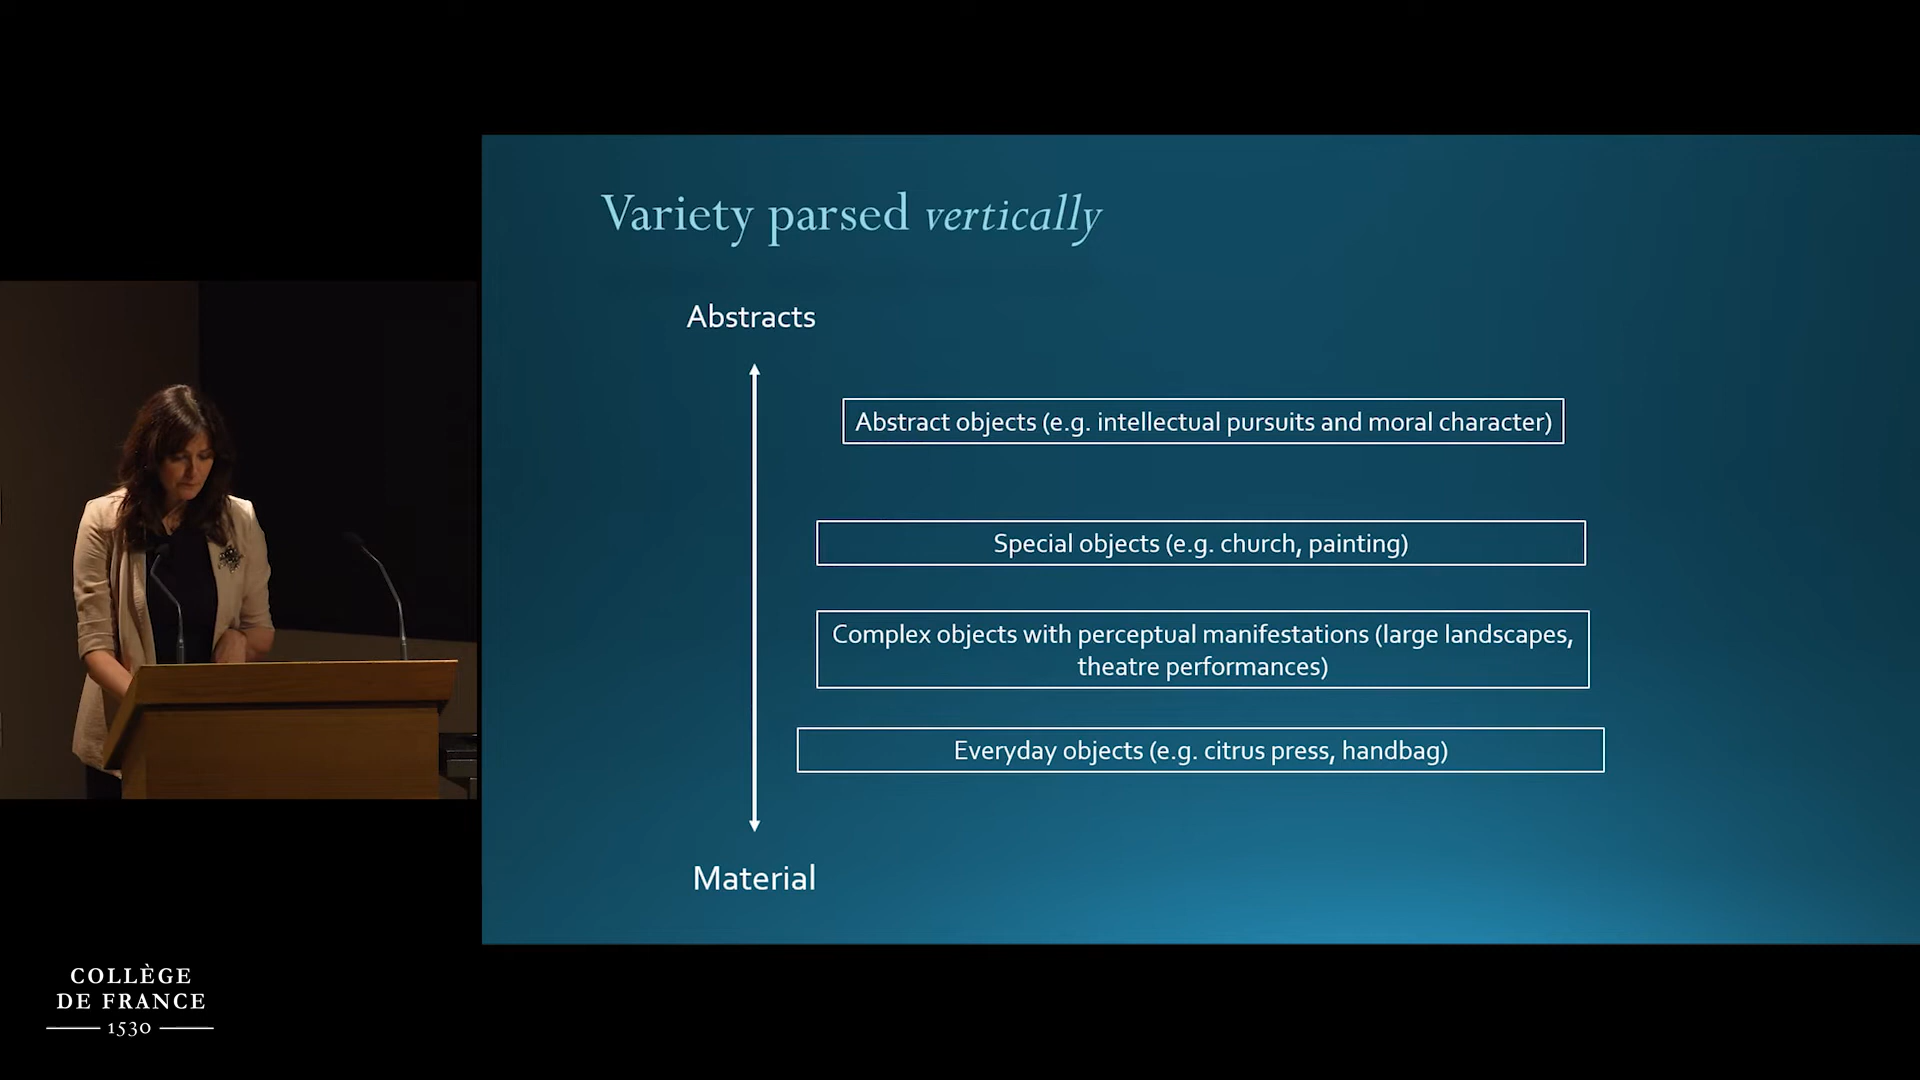 Variety parsed vertically
Abstracts
Abstract objects (e.g. intellectual pursuits and moral character)
Special objects (e.g. church, painting)
Complex objects with perceptual manifestations (large landscapes,
theatre performances)
Everyday objects (e.g. citrus press, handbag)
Material
COLLÈGE
DE FRANCE
1530